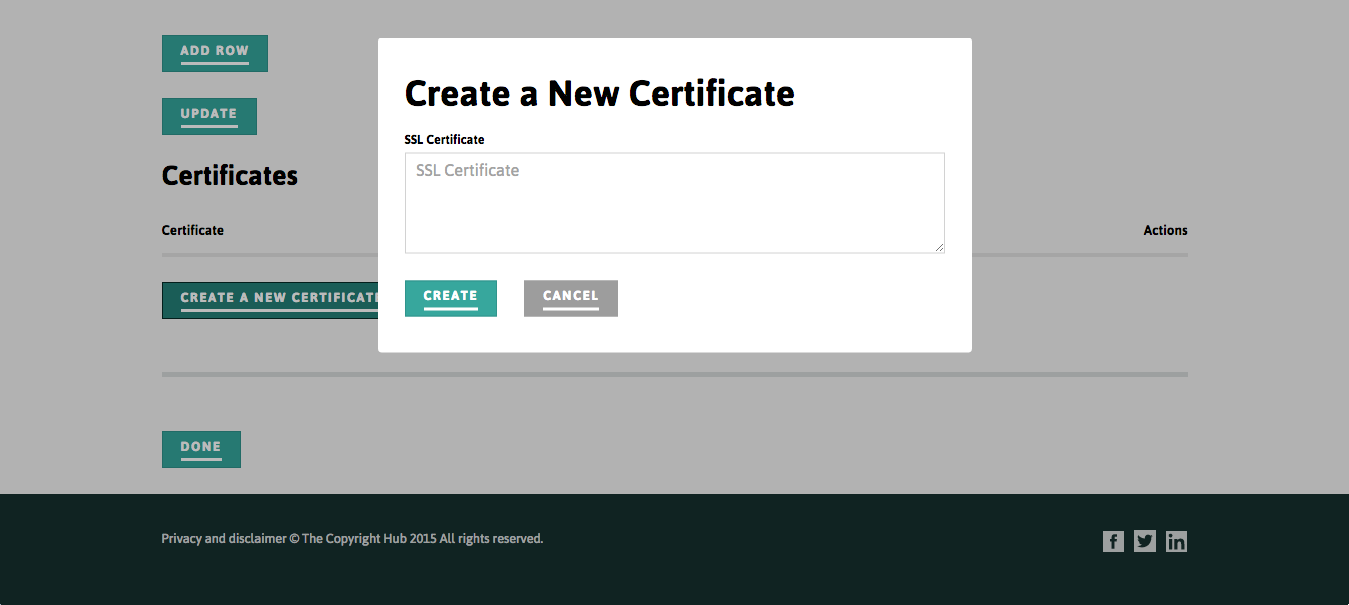 ADD ROW
UPDATE
Certificates
Certificate
Actions
CREATE A NEW CERTIFICATE
DONE
Create a New Certificate
SSL Certificate
SSL Certificate
CREATE
CANCEL
Privacy and disclaimer © The Copyright Hub 2015 All rights reserved.
f
in